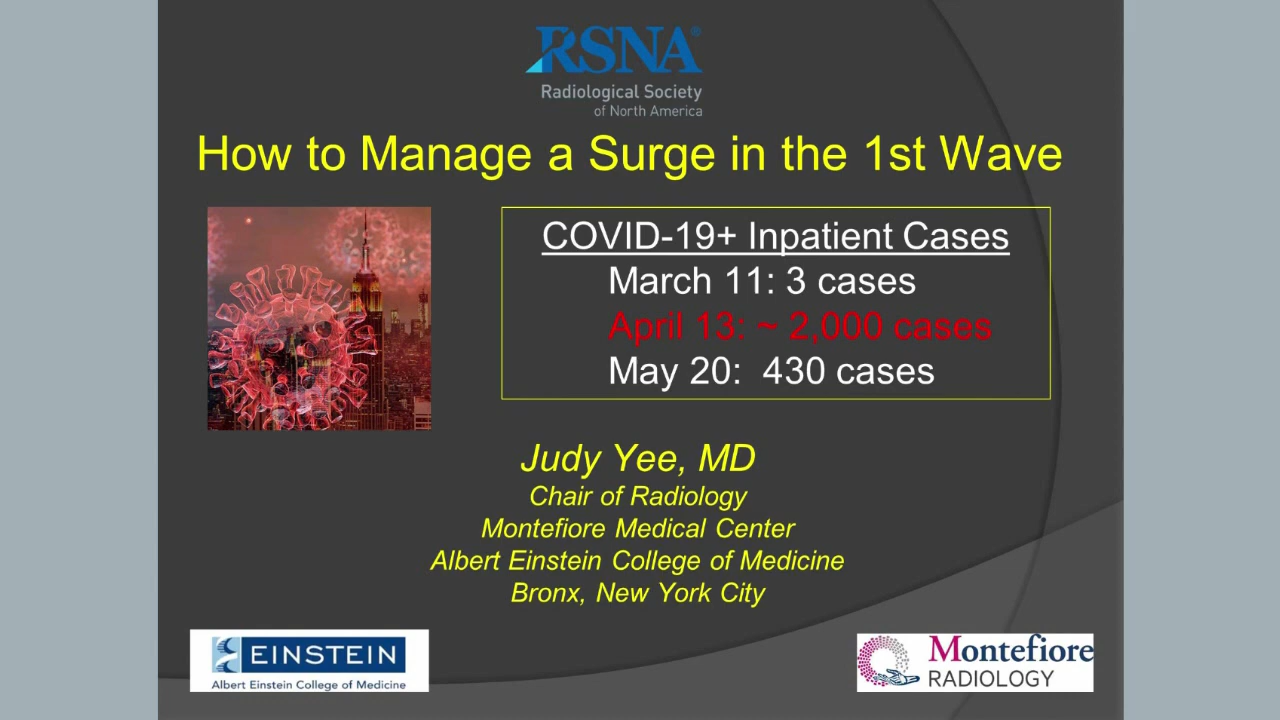 RSNA®
Radiological Society
of North America
How to Manage a Surge in the 1st Wave
COVID-19+ Inpatient Cases
March 11: 3 cases
April 13: ~ 2,000 cases
May 20: 430 cases
Judy Yee, MD
Chair of Radiology
Montefiore Medical Center
Albert Einstein College of Medicine
Bronx, New York City
EINSTEIN
Albert Einstein College of Medicine
Montefiore
RADIOLOGY